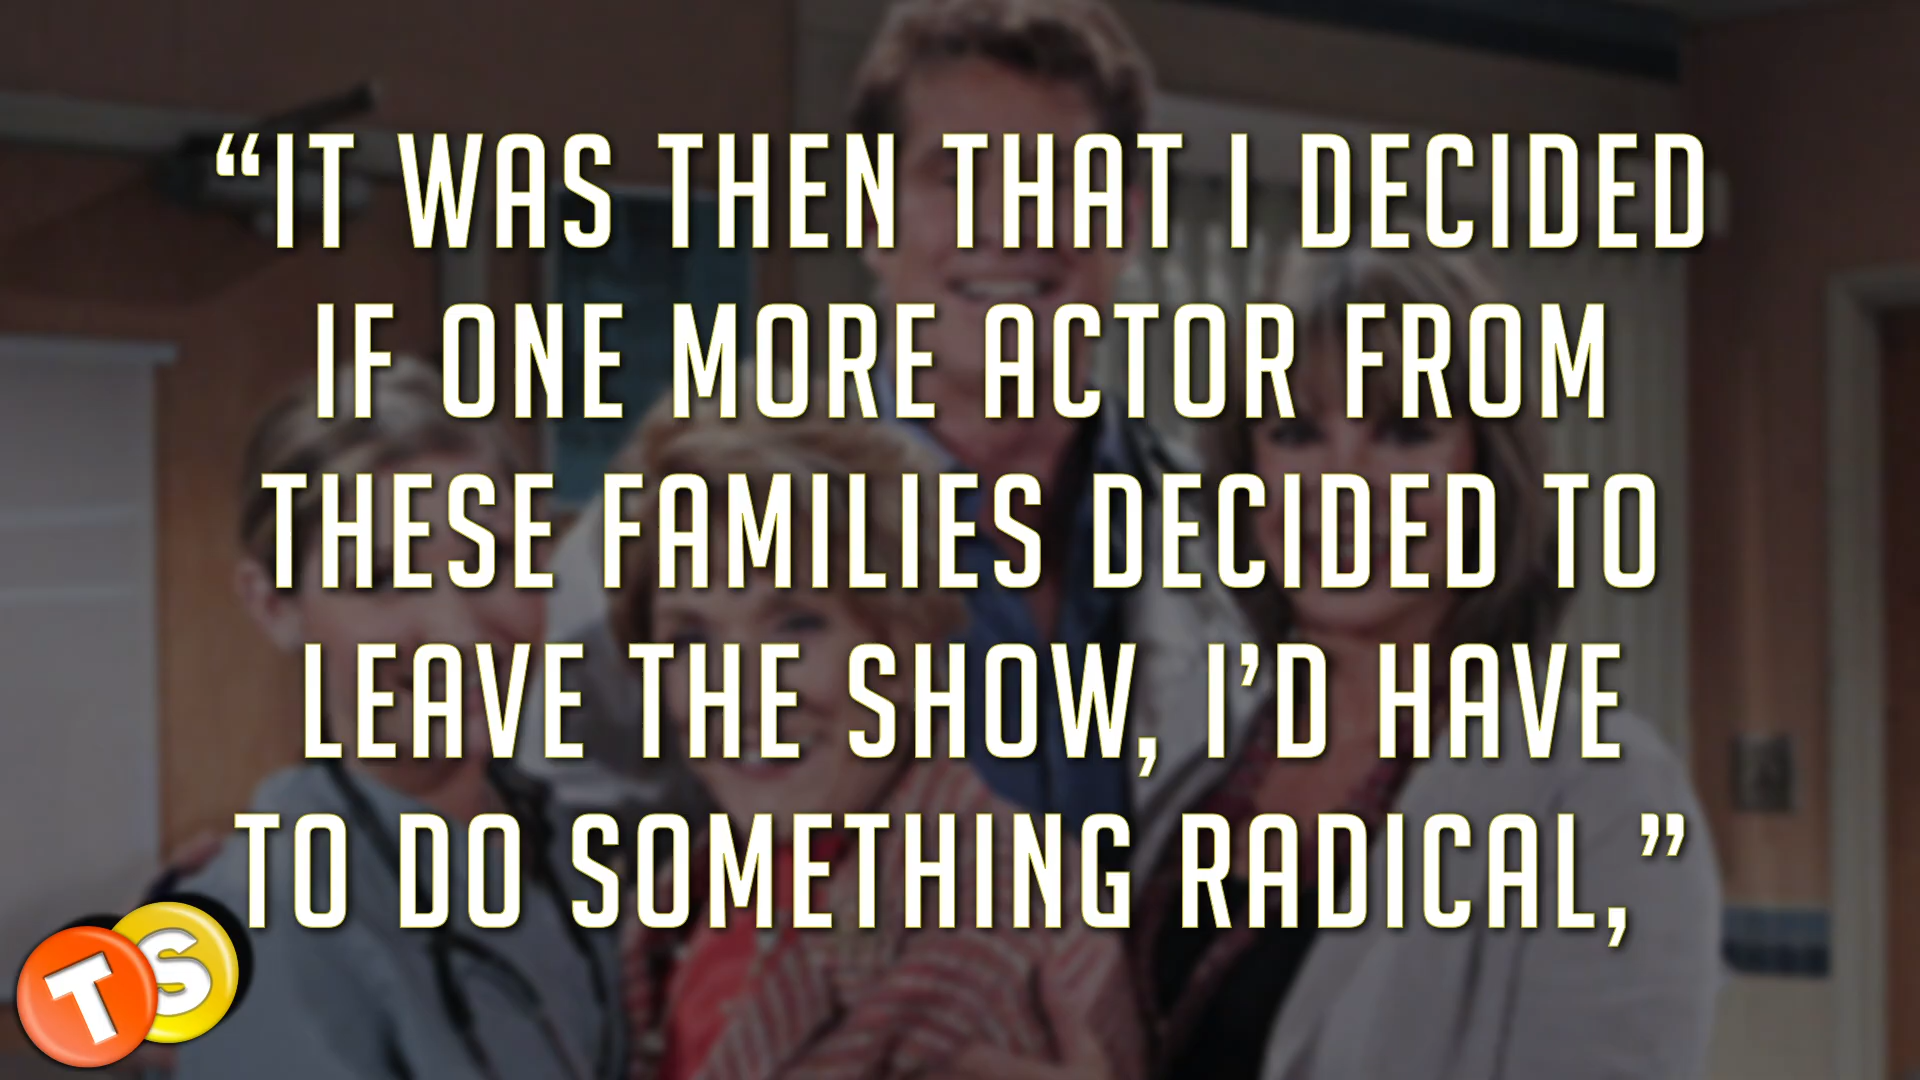 “IT WAS THEN THAT I DECIDED
IF ONE MORE ACTOR FROM
THESE FAMILIES DECIDED TO
LEAVE THE SHOW, I’D HAVE
TO DO SOMETHING RADICAL,”
TS